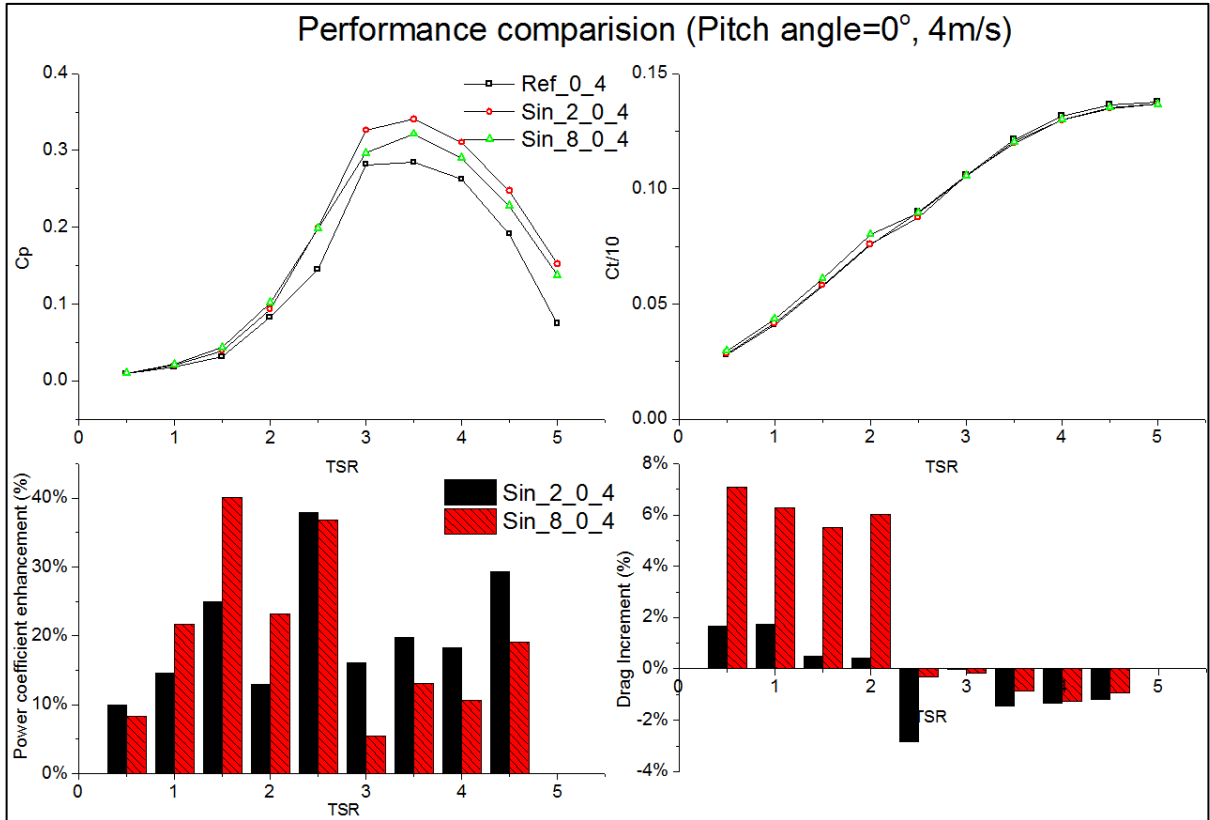 Performance comparision (Pitch angle=0°, 4m/s)
0.4
0.3
0.2
0.1
0.0
Cp
Ref_0_4
Sin_2_0_4
Sin_8_0_4
0 1 2 3 4 5
TSR
0.15
0.10
0.05
0.00
Ct/10
0 1 2 3 4 5
TSR
40%
30%
20%
10%
0%
Power coefficient enhancement (%)
Sin_2_0_4
Sin_8_0_4
0 1 2 3 4 5
TSR
8%
6%
4%
2%
0%
-2%
-4%
Drag Increment (%)
0 1 2 3 4 5
TSR